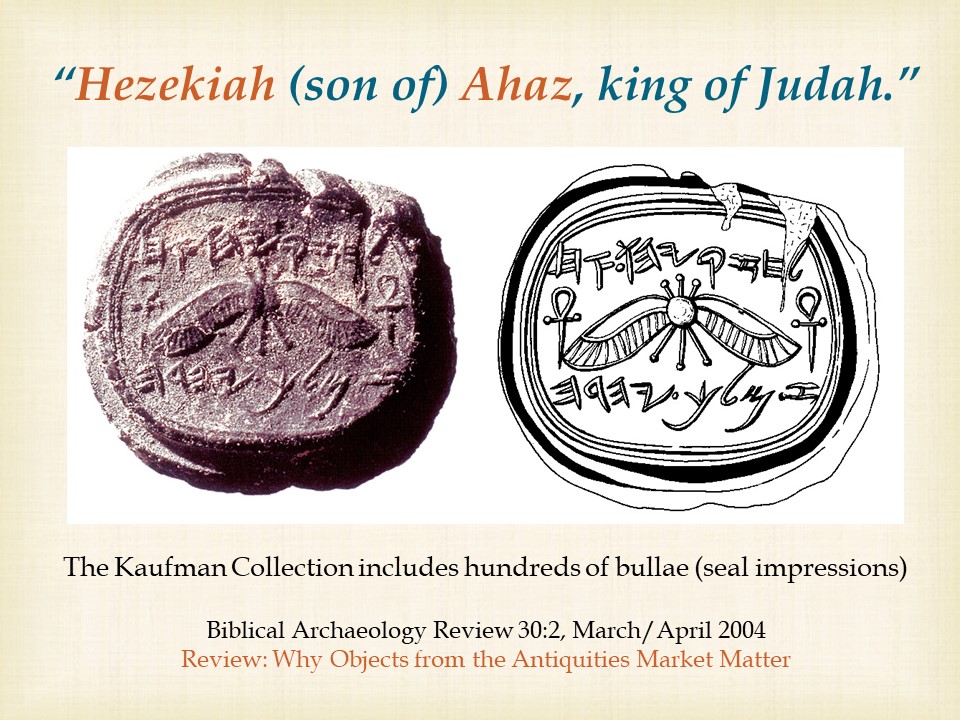 “Hezekiah (son of) Ahaz, king of Judah.”
The Kaufman Collection includes hundreds of bullae (seal impressions)
Biblical Archaeology Review 30:2, March/April 2004
Review: Why Objects from the Antiquities Market Matter